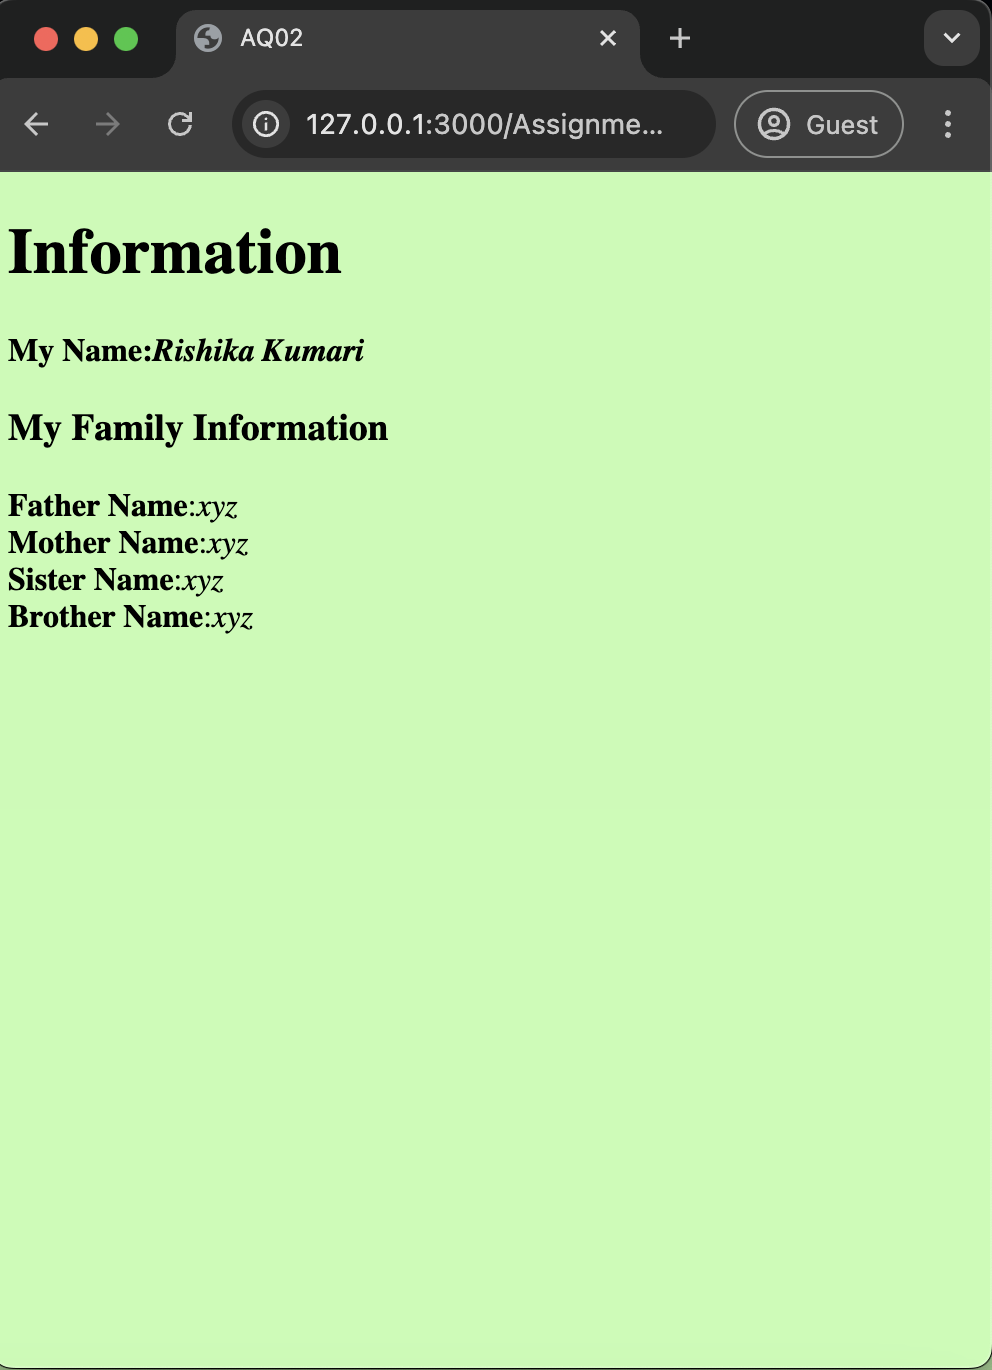 AQ02
127.0.0.1:3000/Assignme...
Guest
Information
My Name:Rishika Kumari
My Family Information
Father Name:xyz
Mother Name:xyz
Sister Name:xyz
Brother Name:xyz